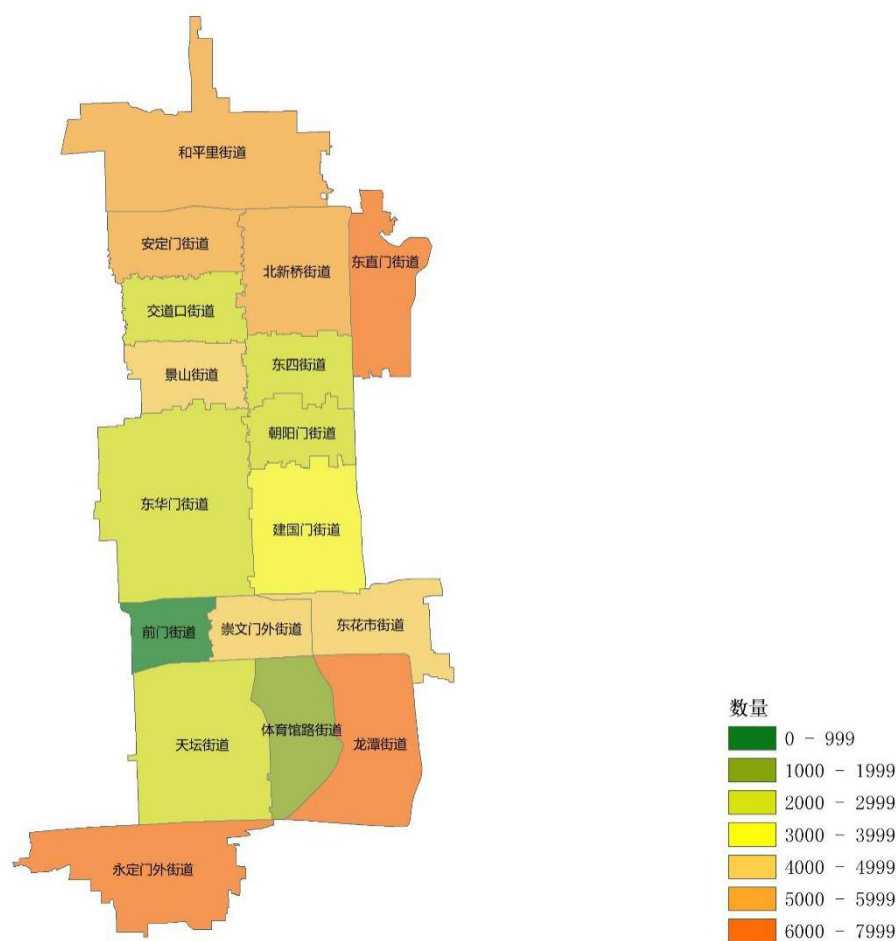 和平里街道
安定门街道
北新桥街道
东直门街道
交道口街道
东四街道
景山街道
朝阳门街道
东华门街道
建国门街道
前门街道
崇文门外街道
东花市街道
天坛街道
体育馆路街道
龙潭街道
永定门外街道
数量
0 - 999
1000 - 1999
2000 - 2999
3000 - 3999
4000 - 4999
5000 - 5999
6000 - 7999